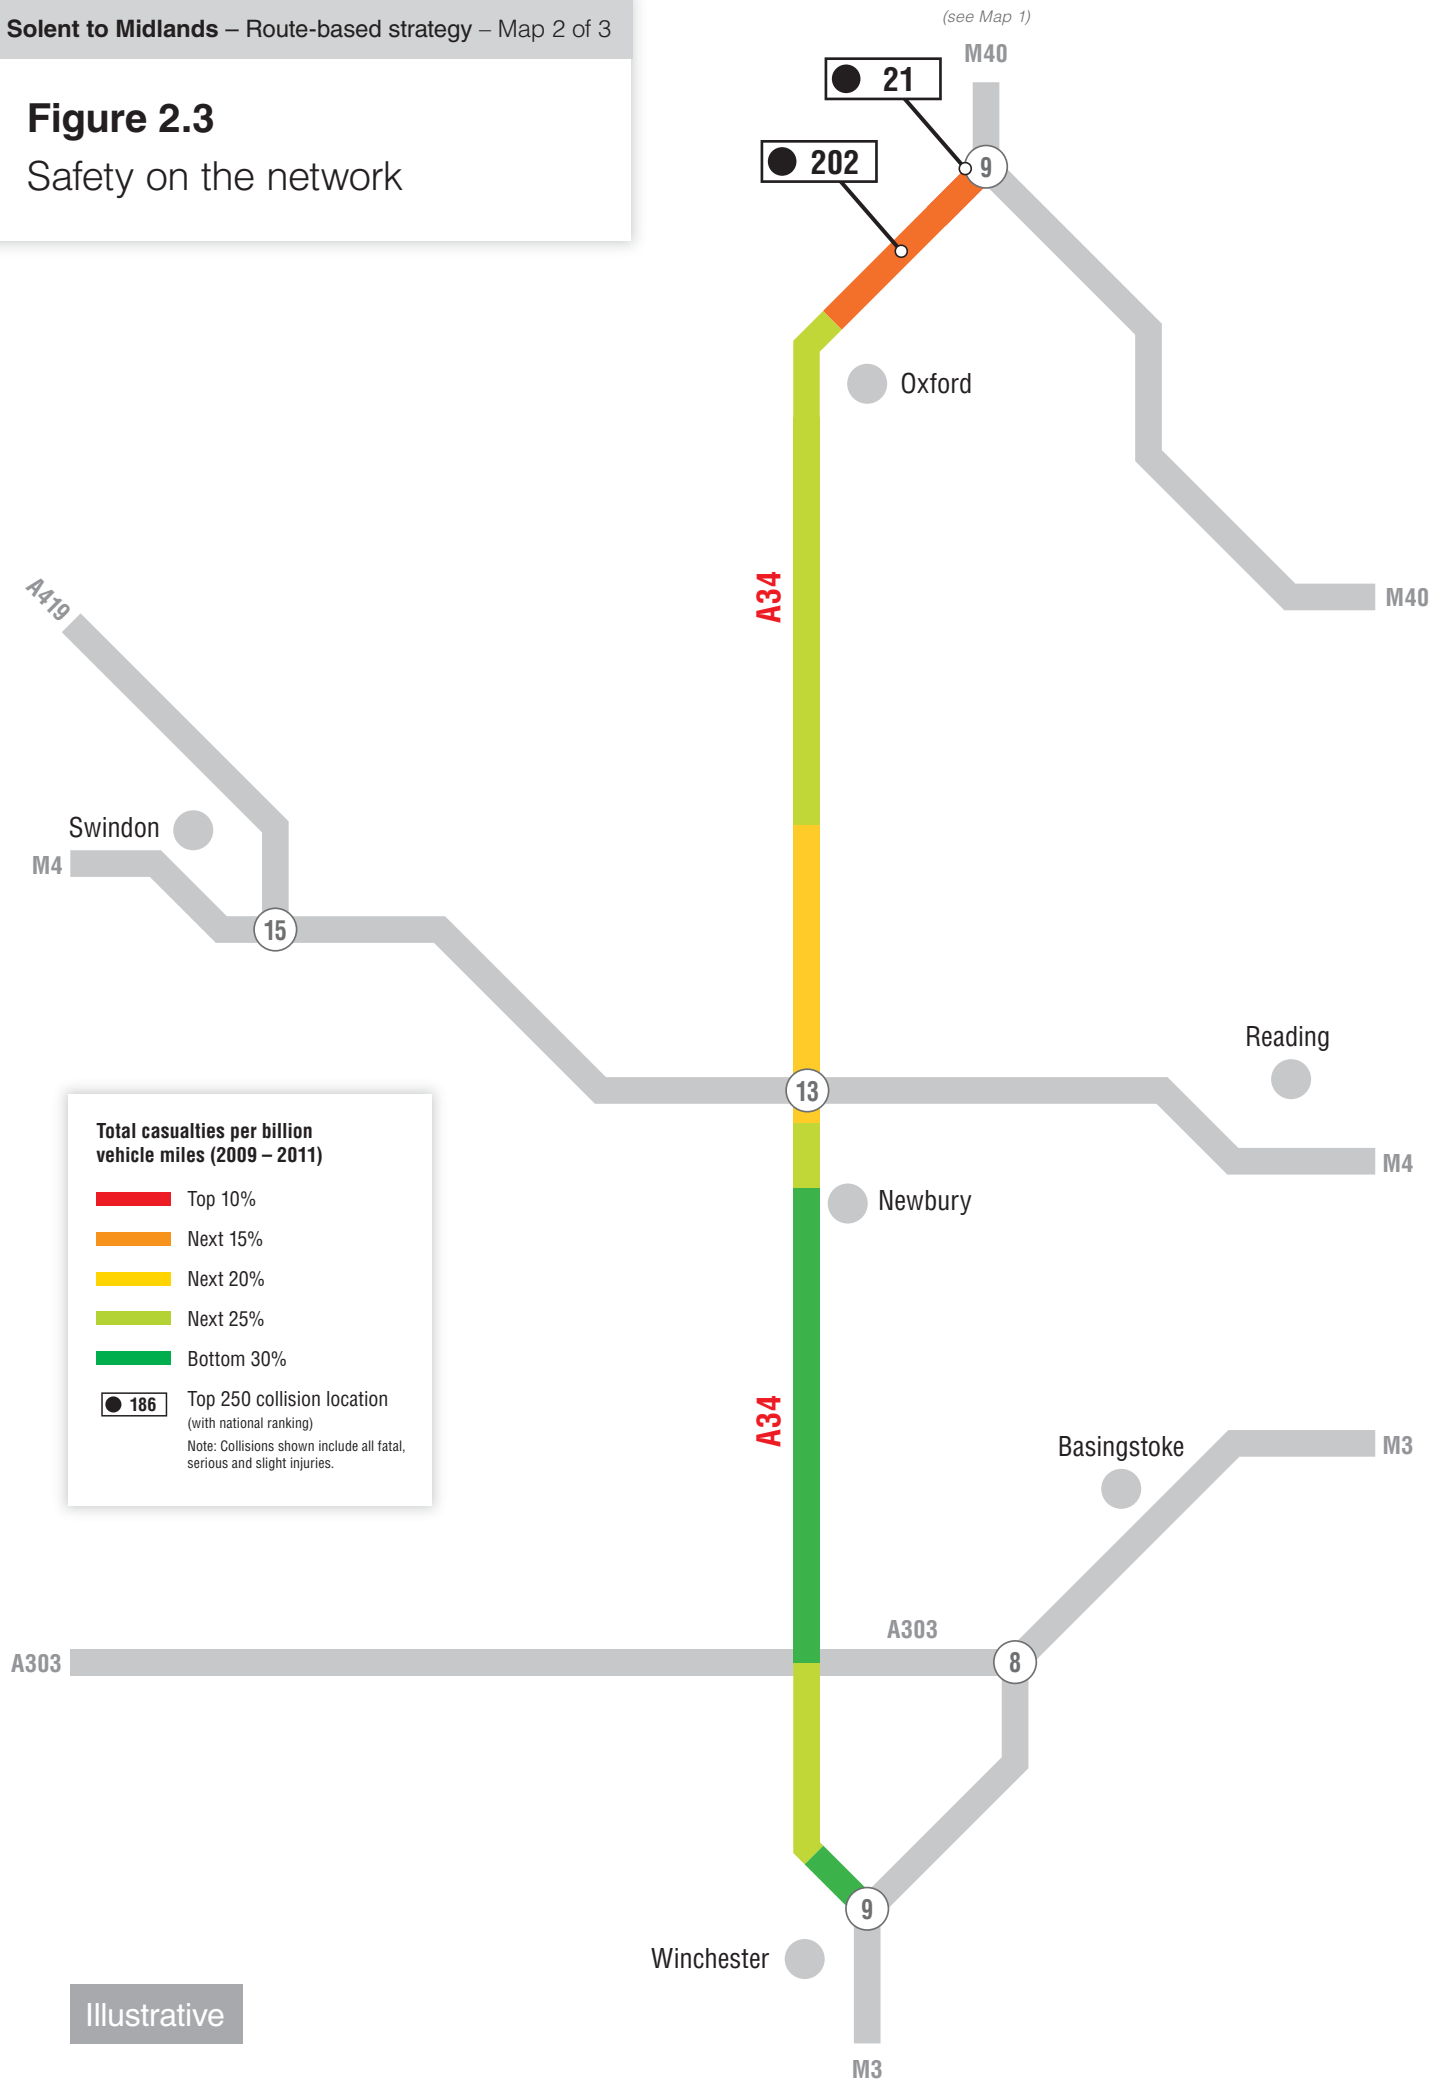 Solent to Midlands – Route-based strategy – Map 2 of 3
Figure 2.3
Safety on the network
(see Map 1)
M40
21
202
9
Oxford
A34
M40
A419
Swindon
M4
15
Reading
13
M4
Newbury
Total casualties per billion
vehicle miles (2009 – 2011)
Top 10%
Next 15%
Next 20%
Next 25%
Bottom 30%
186
Top 250 collision location
(with national ranking)
Note: Collisions shown include all fatal,
serious and slight injuries.
A34
Basingstoke
M3
A303
A303
8
9
Winchester
Illustrative
M3